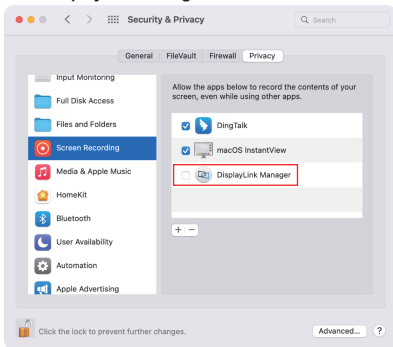 Security & Privacy
Search
General
FileVault
Firewall
Privacy
Input Monitoring
Full Disk Access
Files and Folders
Screen Recording
Media & Apple Music
HomeKit
Bluetooth
User Availability
Automation
Apple Advertising
Allow the apps below to record the contents of your
screen, even while using other apps.
DingTalk
macOS InstantView
DisplayLink Manager
+ −
Click the lock to prevent further changes.
Advanced...
?